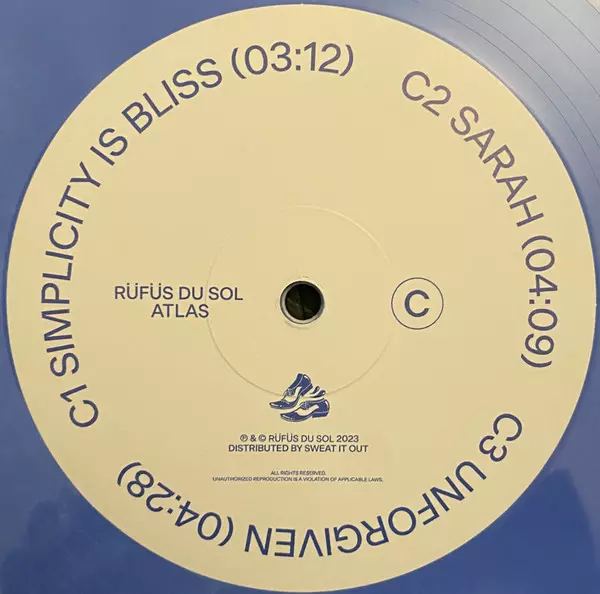 C1 SIMPLICITY IS BLISS (03:12)
C2 SARAH (04:09)
C3 UNFORGIVEN (04:28)
RÜFÜS DU SOL
ATLAS
C
℗ & © RÜFÜS DU SOL 2023
DISTRIBUTED BY SWEAT IT OUT
ALL RIGHTS RESERVED.
UNAUTHORIZED REPRODUCTION IS A VIOLATION OF APPLICABLE LAWS.